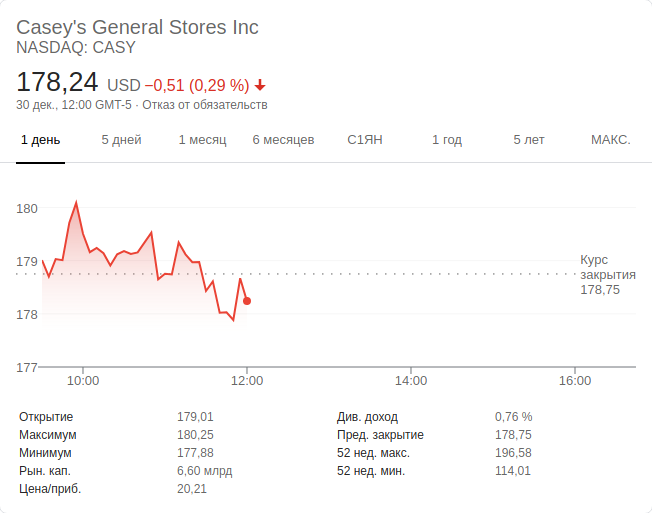 Casey's General Stores Inc
NASDAQ: CASY
178,24 USD −0,51 (0,29 %)
30 дек., 12:00 GMT-5 · Отказ от обязательств
1 день 5 дней 1 месяц 6 месяцев С1ЯН 1 год 5 лет МАКС.
180
179
178
177
Курс
закрытия
178,75
10:00 12:00 14:00 16:00
Открытие 179,01 Див. доход 0,76 %
Максимум 180,25 Пред. закрытие 178,75
Минимум 177,88 52 нед. макс. 196,58
Рын. кап. 6,60 млрд 52 нед. мин. 114,01
Цена/приб. 20,21